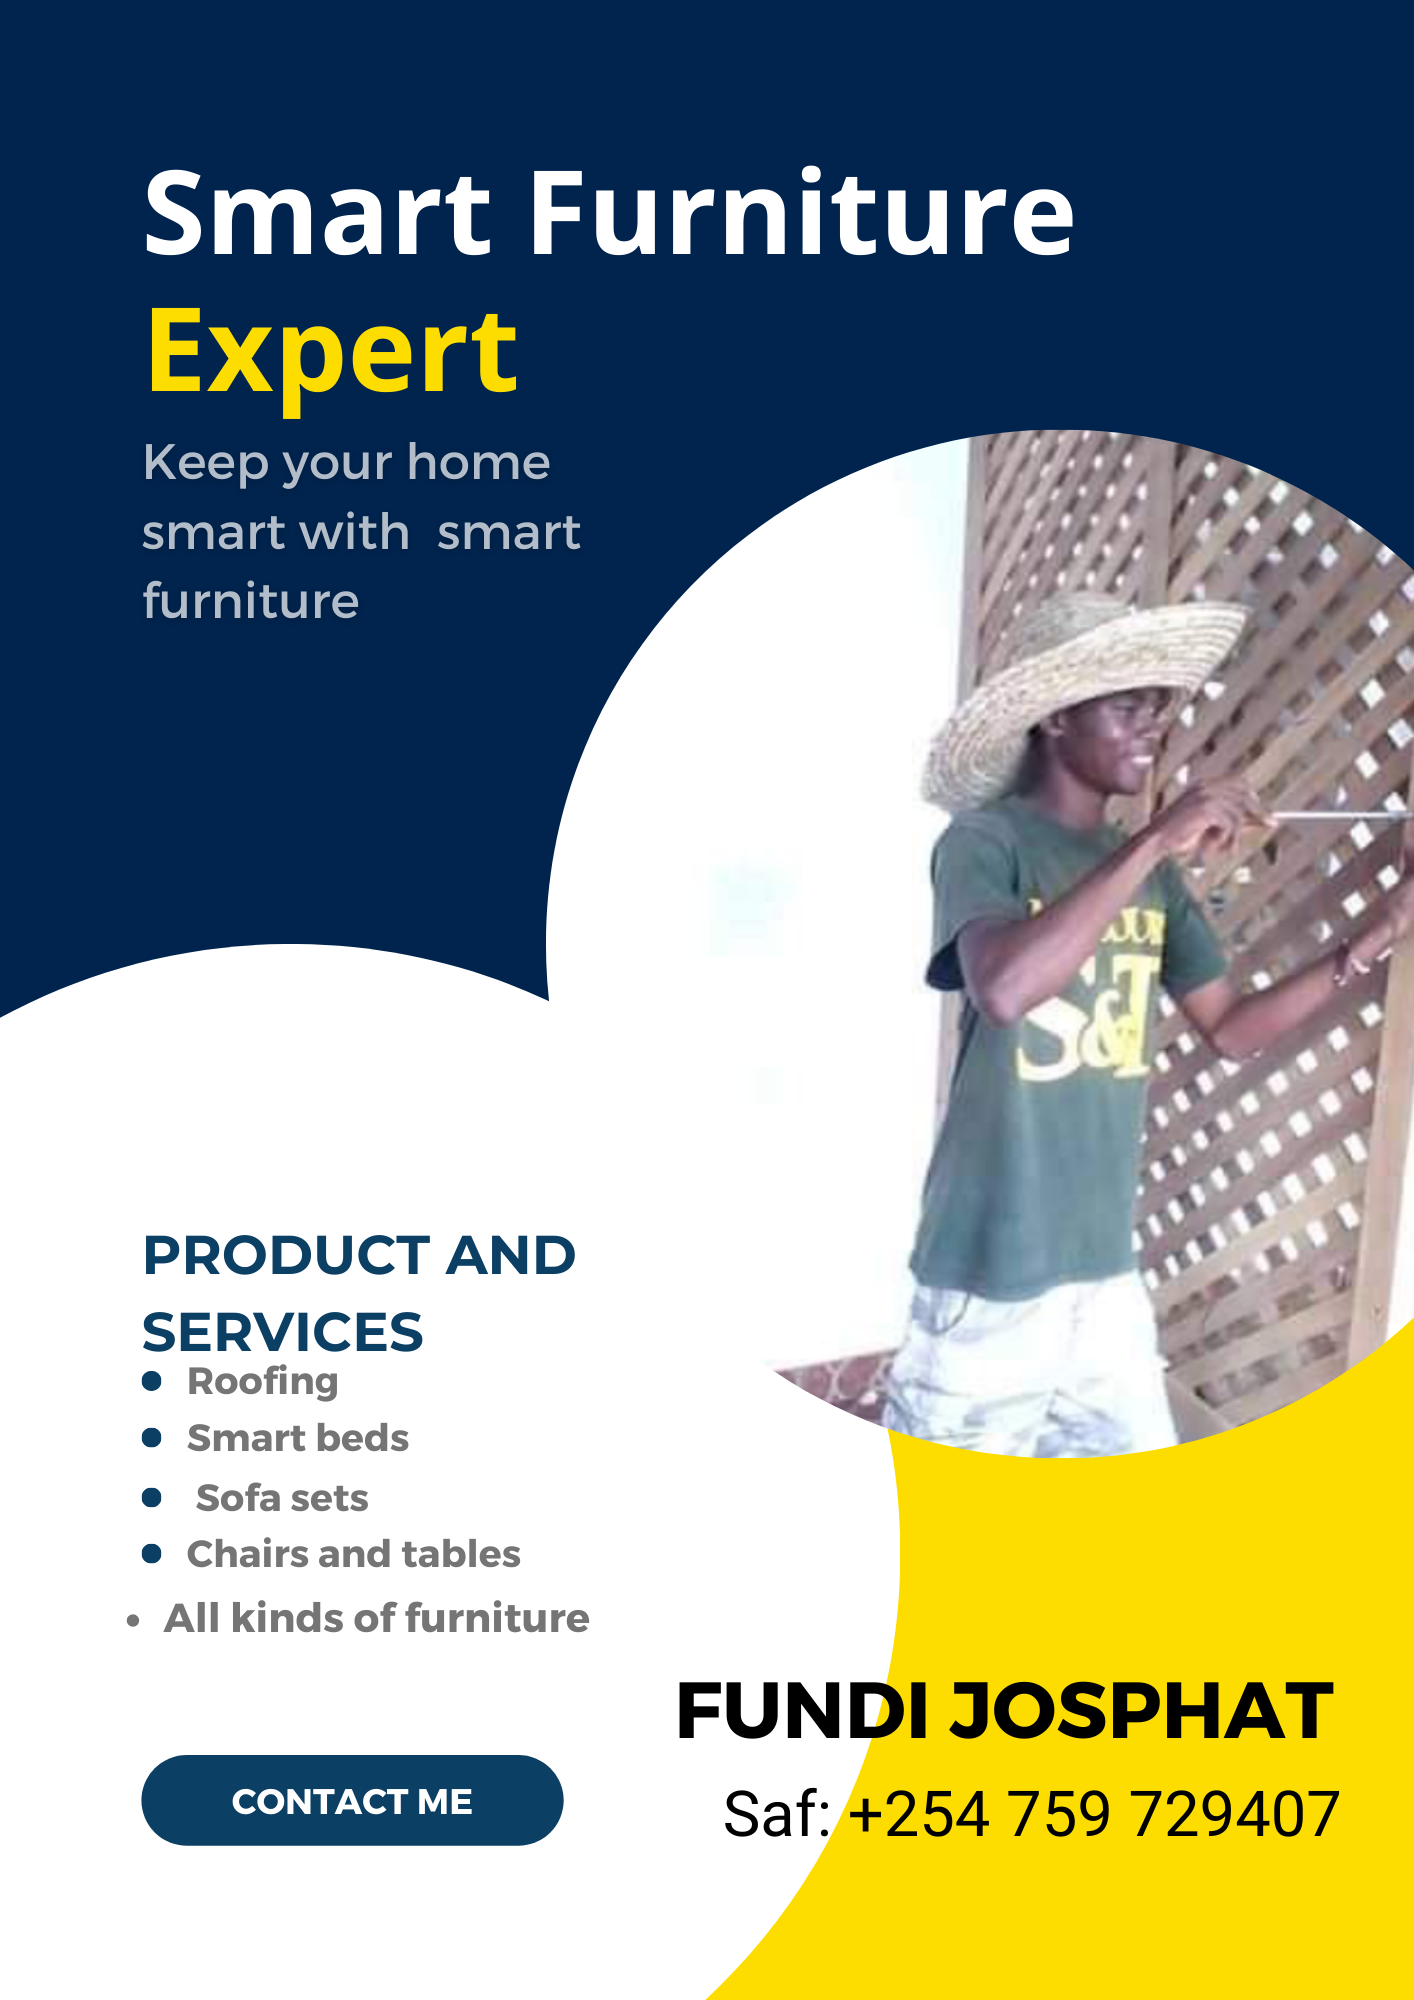 Smart Furniture
Expert
Keep your home
smart with smart
furniture
S&T
PRODUCT AND
SERVICES
• Roofing
• Smart beds
• Sofa sets
• Chairs and tables
• All kinds of furniture
FUNDI JOSPHAT
CONTACT ME
Saf: +254 759 729407